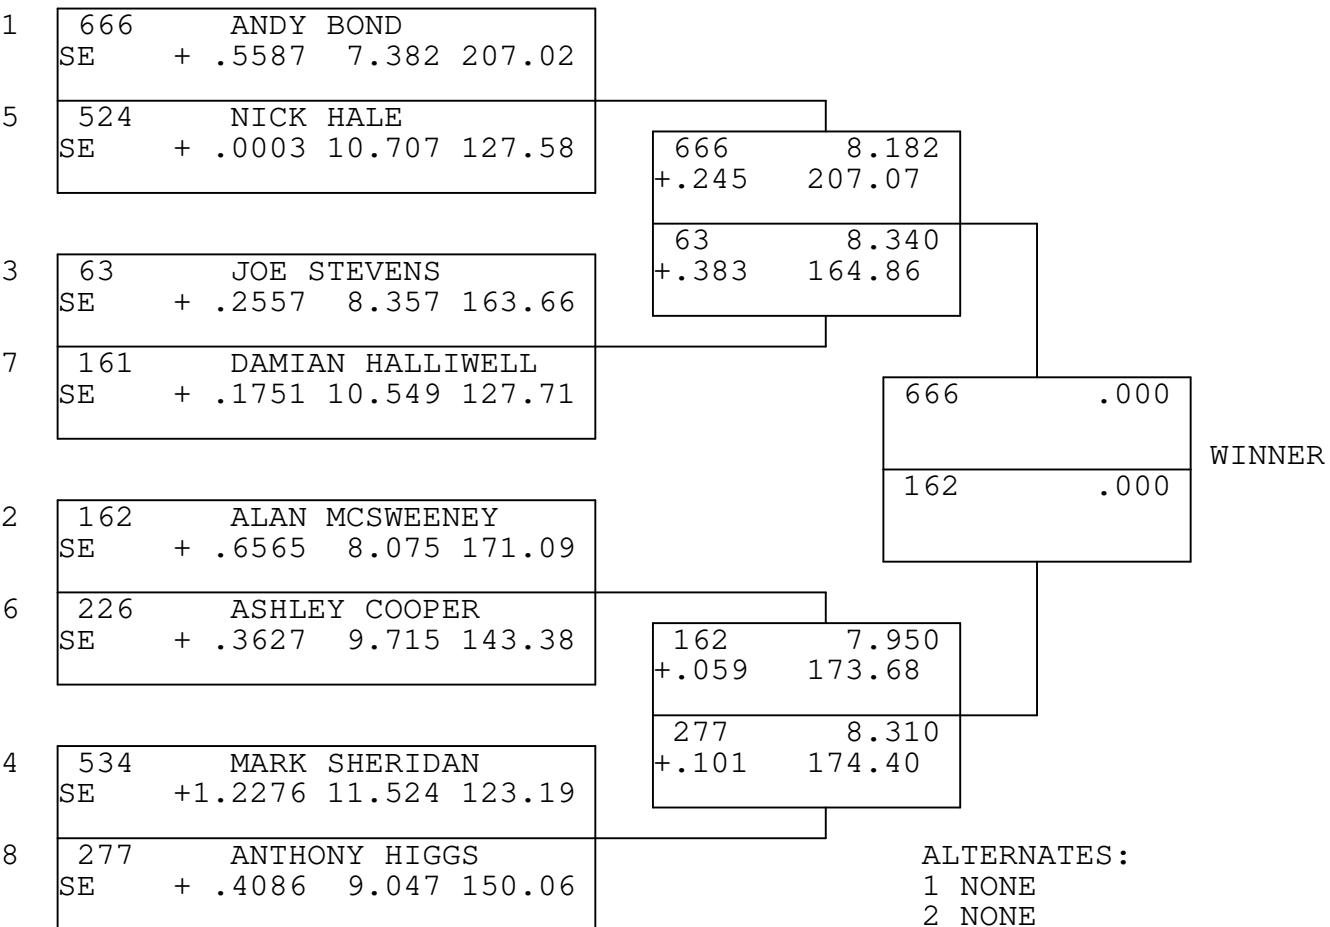 1 666 ANDY BOND
SE + .5587 7.382 207.02
5 524 NICK HALE
SE + .0003 10.707 127.58
666 8.182
+.245 207.07
63 8.340
+.383 164.86
3 63 JOE STEVENS
SE + .2557 8.357 163.66
7 161 DAMIAN HALLIWELL
SE + .1751 10.549 127.71
666 .000
WINNER
162 .000
2 162 ALAN MCSWEENEY
SE + .6565 8.075 171.09
6 226 ASHLEY COOPER
SE + .3627 9.715 143.38
162 7.950
+.059 173.68
277 8.310
+.101 174.40
4 534 MARK SHERIDAN
SE +1.2276 11.524 123.19
8 277 ANTHONY HIGGS
SE + .4086 9.047 150.06
ALTERNATES:
1 NONE
2 NONE